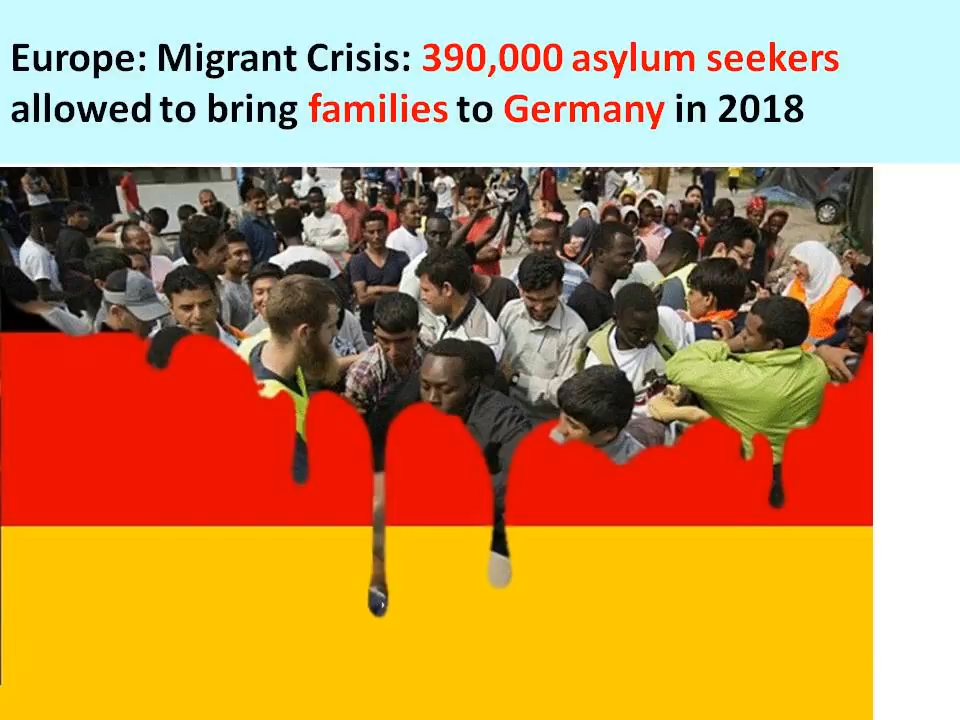 Europe: Migrant Crisis: 390,000 asylum seekers
allowed to bring families to Germany in 2018